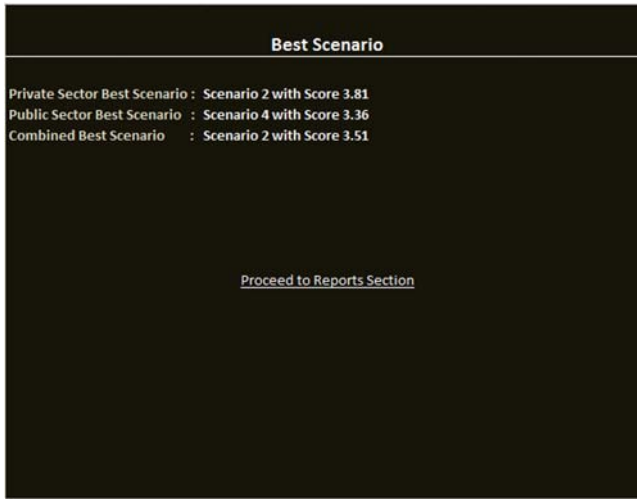 Best Scenario
Private Sector Best Scenario : Scenario 2 with Score 3.81
Public Sector Best Scenario : Scenario 4 with Score 3.36
Combined Best Scenario : Scenario 2 with Score 3.51
Proceed to Reports Section